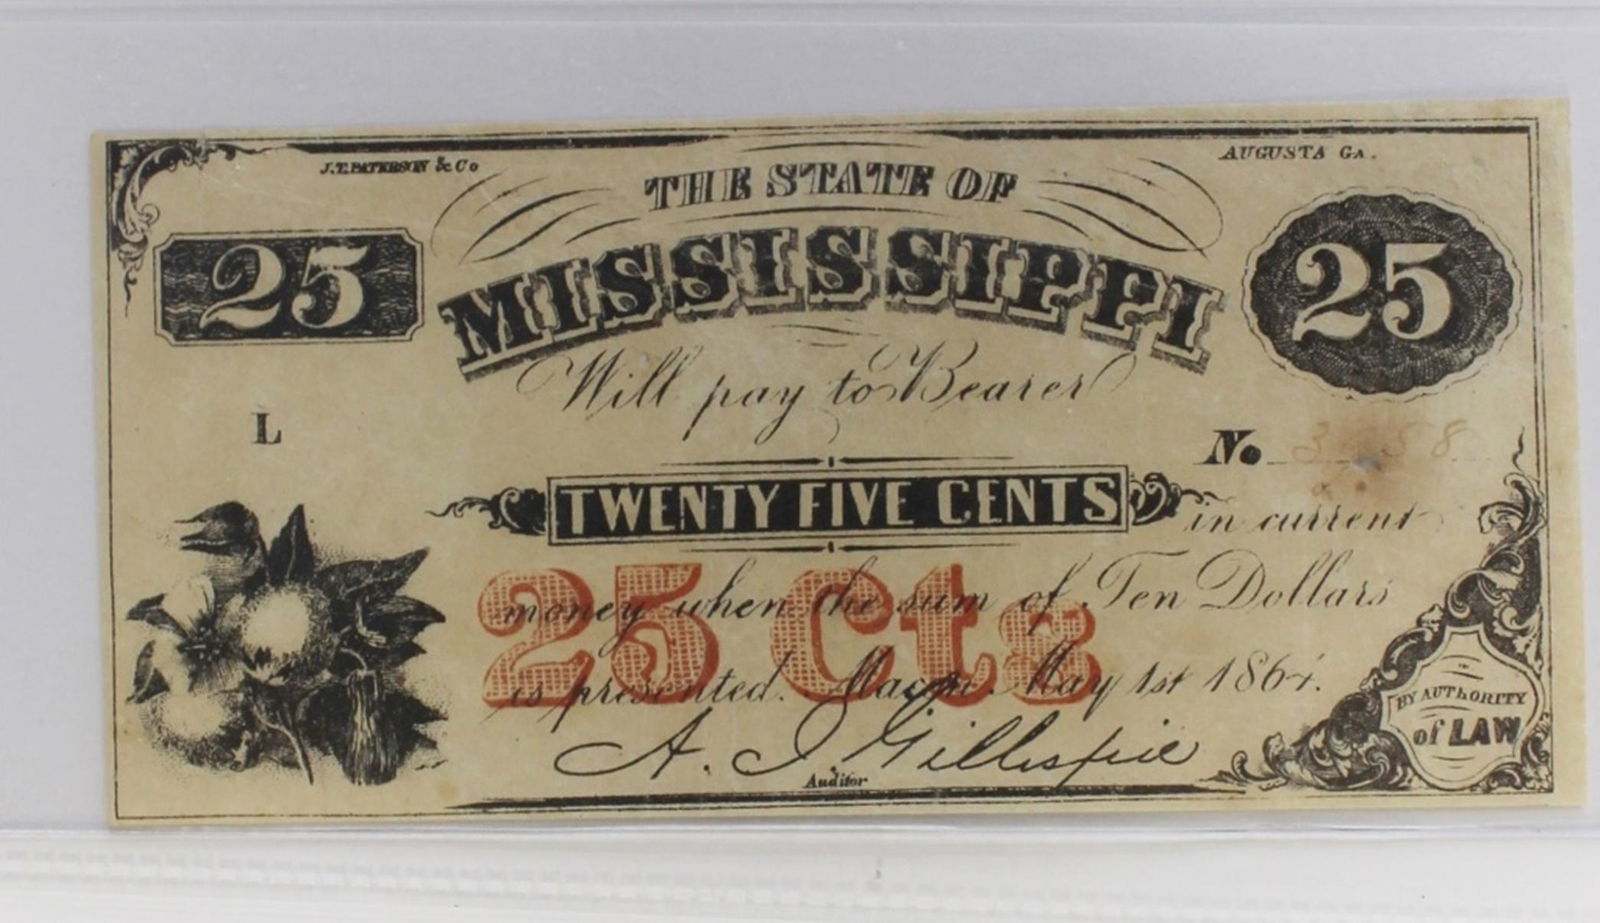 J.T. PATERSON & Co
AUGUSTA GA.
THE STATE OF
MISSISSIPPI
25
25
Will pay to Bearer
L
No.
TWENTY FIVE CENTS
in current
25 Cts
money when the sum of Ten Dollars
is presented. Macon. May 1st 1864.
A. J. Gillespie
Auditor
BY AUTHORITY
of LAW